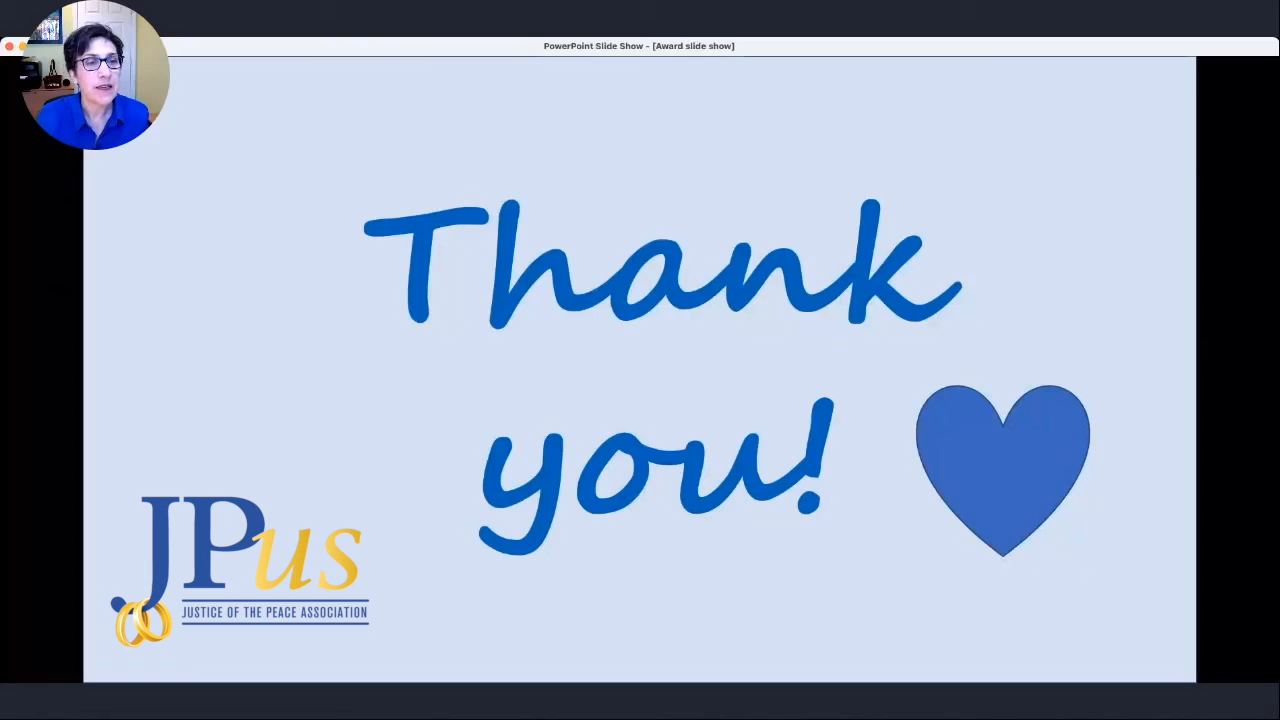 PowerPoint Slide Show - [Award slide show]
Thank
you!
JPus
JUSTICE OF THE PEACE ASSOCIATION